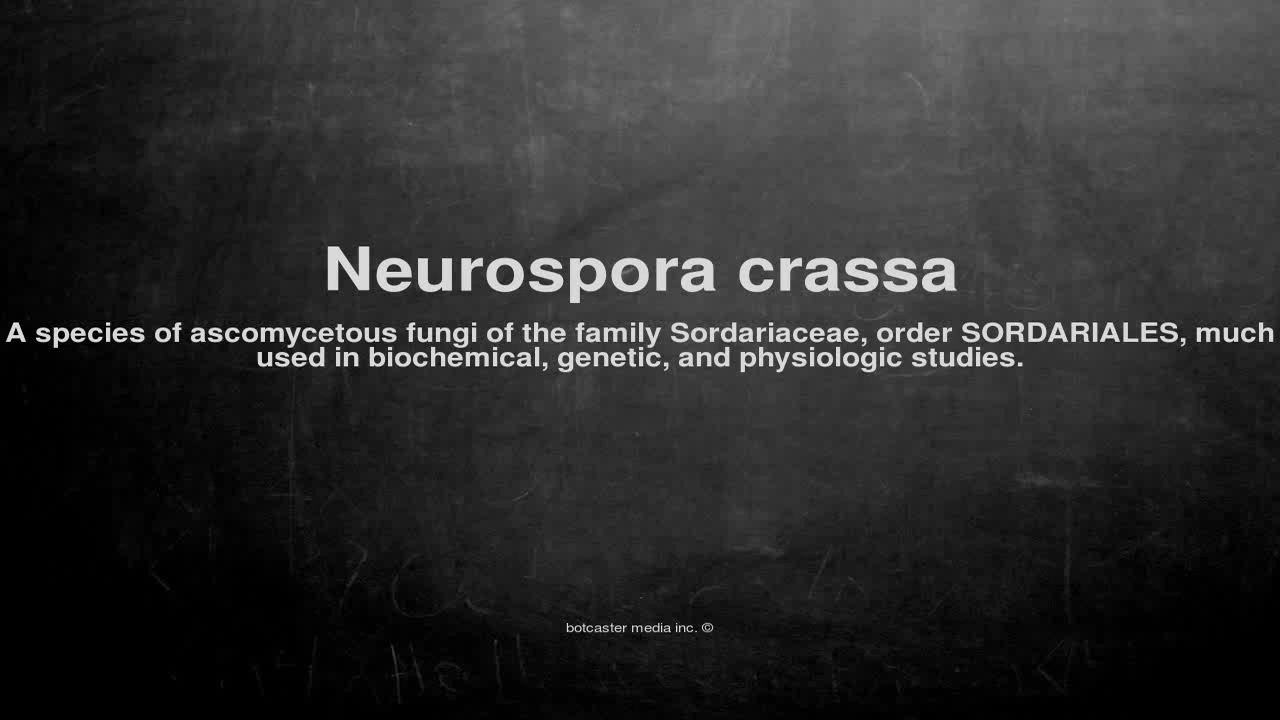 Neurospora crassa
A species of ascomycetous fungi of the family Sordariaceae, order SORDARIALES, much
used in biochemical, genetic, and physiologic studies.
botcaster media inc. ©